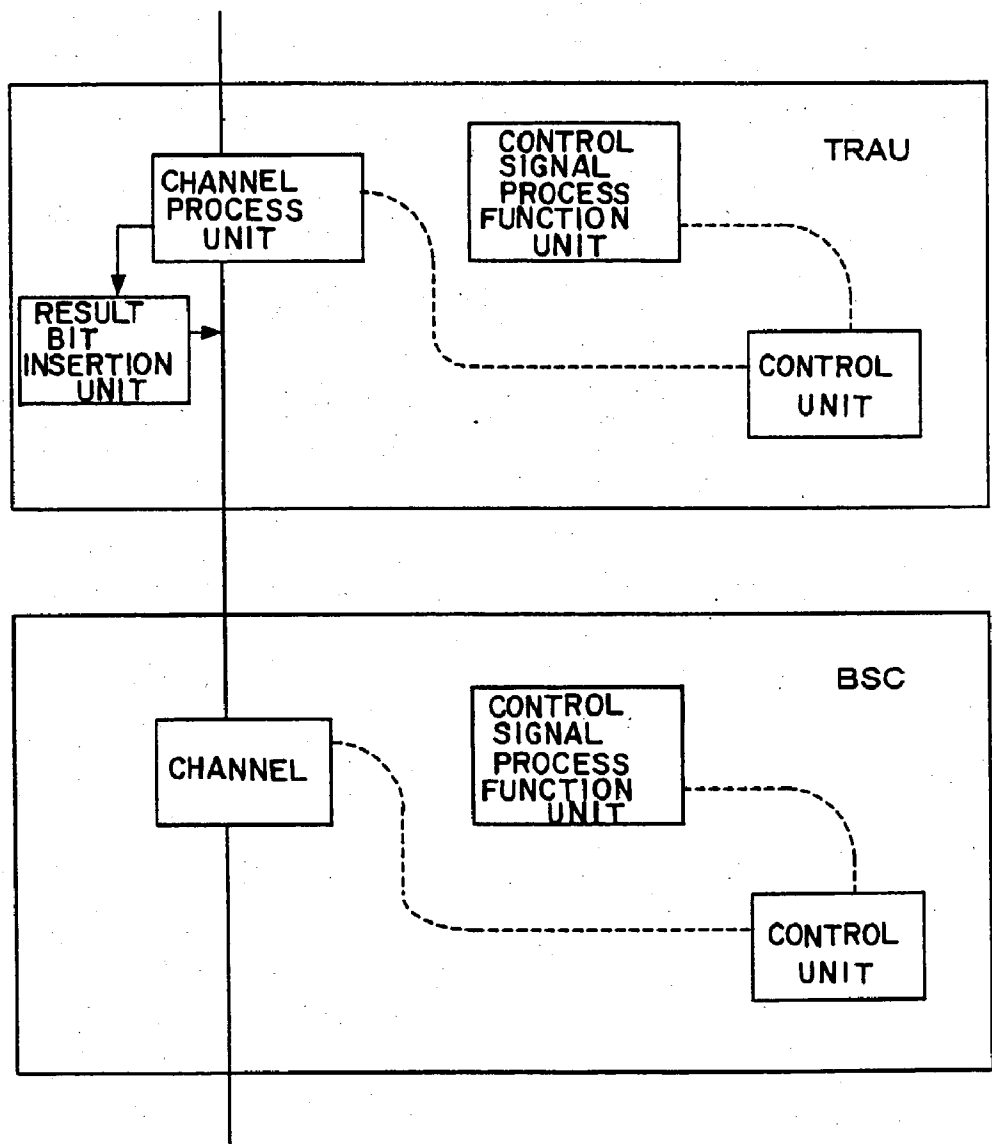 TRAU
CHANNEL
PROCESS
UNIT
CONTROL
SIGNAL
PROCESS
FUNCTION
UNIT
RESULT
BIT
INSERTION
UNIT
CONTROL
UNIT
BSC
CHANNEL
CONTROL
SIGNAL
PROCESS
FUNCTION
UNIT
CONTROL
UNIT